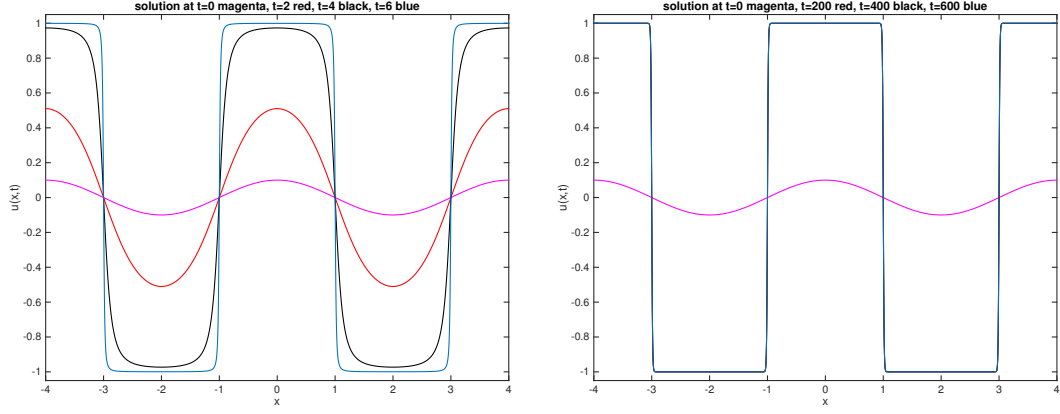 solution at t=0 magenta, t=2 red, t=4 black, t=6 blue
1
0.8
0.6
0.4
0.2
0
-0.2
-0.4
-0.6
-0.8
-1
u(x,t)
-4 -3 -2 -1 0 1 2 3 4
x
solution at t=0 magenta, t=200 red, t=400 black, t=600 blue
1
0.8
0.6
0.4
0.2
0
-0.2
-0.4
-0.6
-0.8
-1
u(x,t)
-4 -3 -2 -1 0 1 2 3 4
x